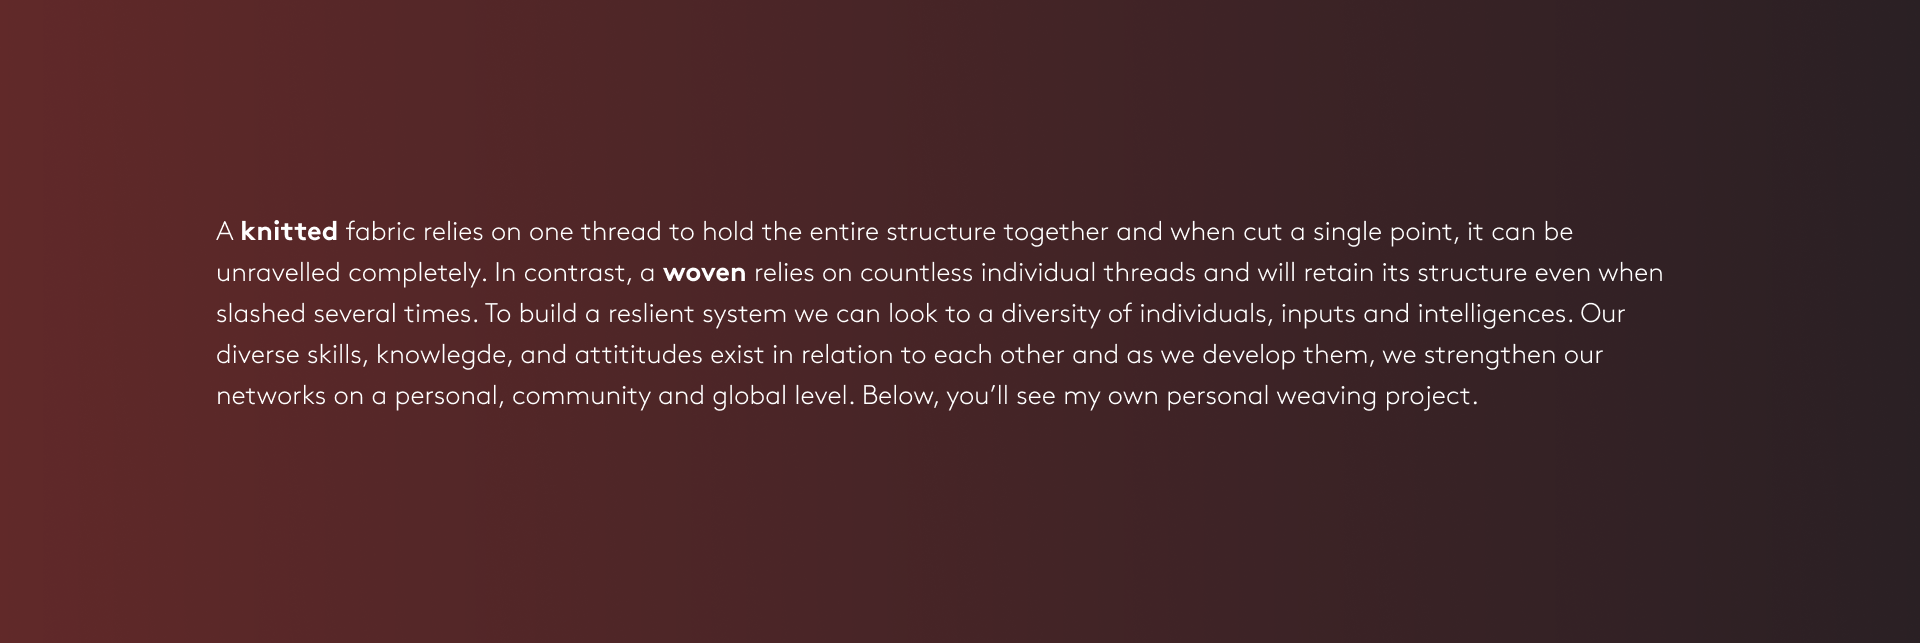 A knitted fabric relies on one thread to hold the entire structure together and when cut a single point, it can be
unravelled completely. In contrast, a woven relies on countless individual threads and will retain its structure even when
slashed several times. To build a reslient system we can look to a diversity of individuals, inputs and intelligences. Our
diverse skills, knowlegde, and attititudes exist in relation to each other and as we develop them, we strengthen our
networks on a personal, community and global level. Below, you’ll see my own personal weaving project.